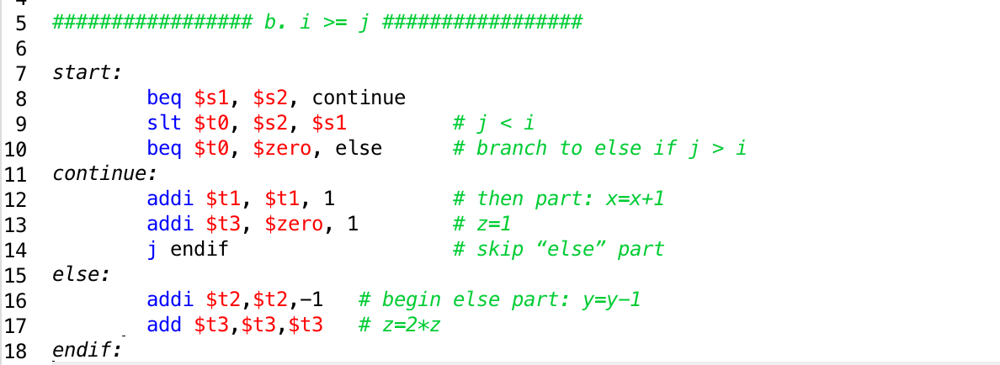 4
5 ################# b. i >= j #################
6
7 start:
8 beq $s1, $s2, continue
9 slt $t0, $s2, $s1 # j < i
10 beq $t0, $zero, else # branch to else if j > i
11 continue:
12 addi $t1, $t1, 1 # then part: x=x+1
13 addi $t3, $zero, 1 # z=1
14 j endif # skip “else” part
15 else:
16 addi $t2,$t2,−1 # begin else part: y=y−1
17 add $t3,$t3,$t3 # z=2*z
18 endif: